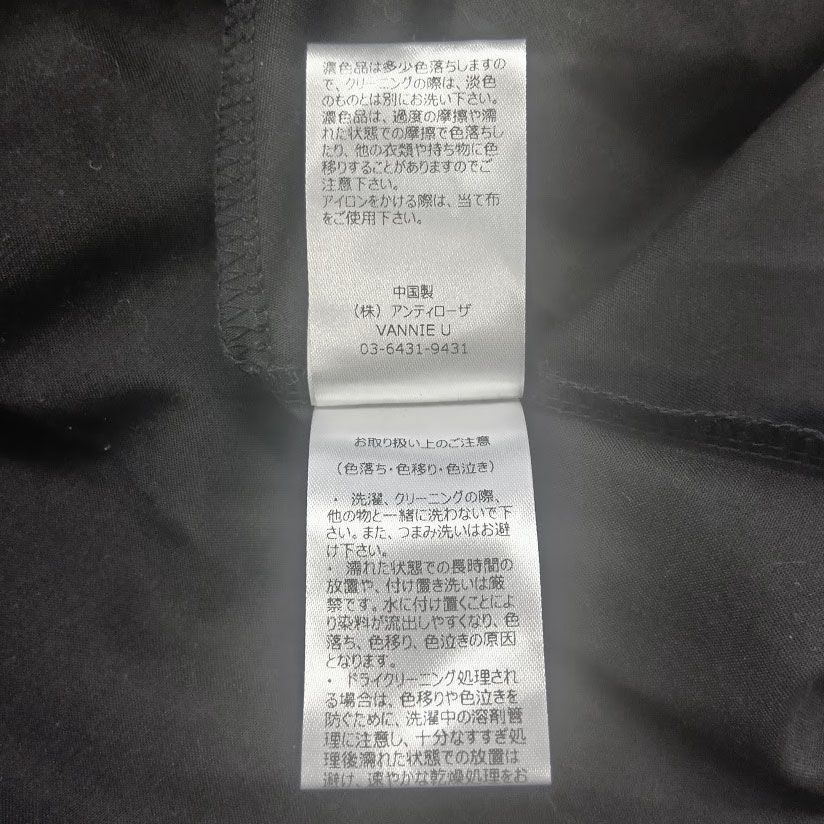 濃色品は多少色落ちしますの
で、クリーニングの際は、淡色
のものとは別にお洗い下さい。
濃色品は、過度の摩擦や濡
れた状態での摩擦で色落ちし
たり、他の衣類や持ち物に色
移りすることがありますのでご
注意下さい。
アイロンをかける際は、当て布
をご使用下さい。
中国製
（株）アンティローザ
VANNIE U
03-6431-9431
お取り扱い上のご注意
（色落ち・色移り・色泣き）
・ 洗濯、クリーニングの際、
他の物と一緒に洗わないで下
さい。また、つまみ洗いはお避
け下さい。
・ 濡れた状態での長時間の
放置や、付け置き洗いは厳
禁です。水に付け置くことによ
り染料が流出しやすくなり、色
落ち、色移り、色泣きの原因
となります。
・ ドライクリーニング処理され
る場合は、色移りや色泣きを
防ぐために、洗濯中の溶剤管
理に注意し、十分なすすぎ処
理後濡れた状態での放置は
避け、速やかな乾燥処理をお